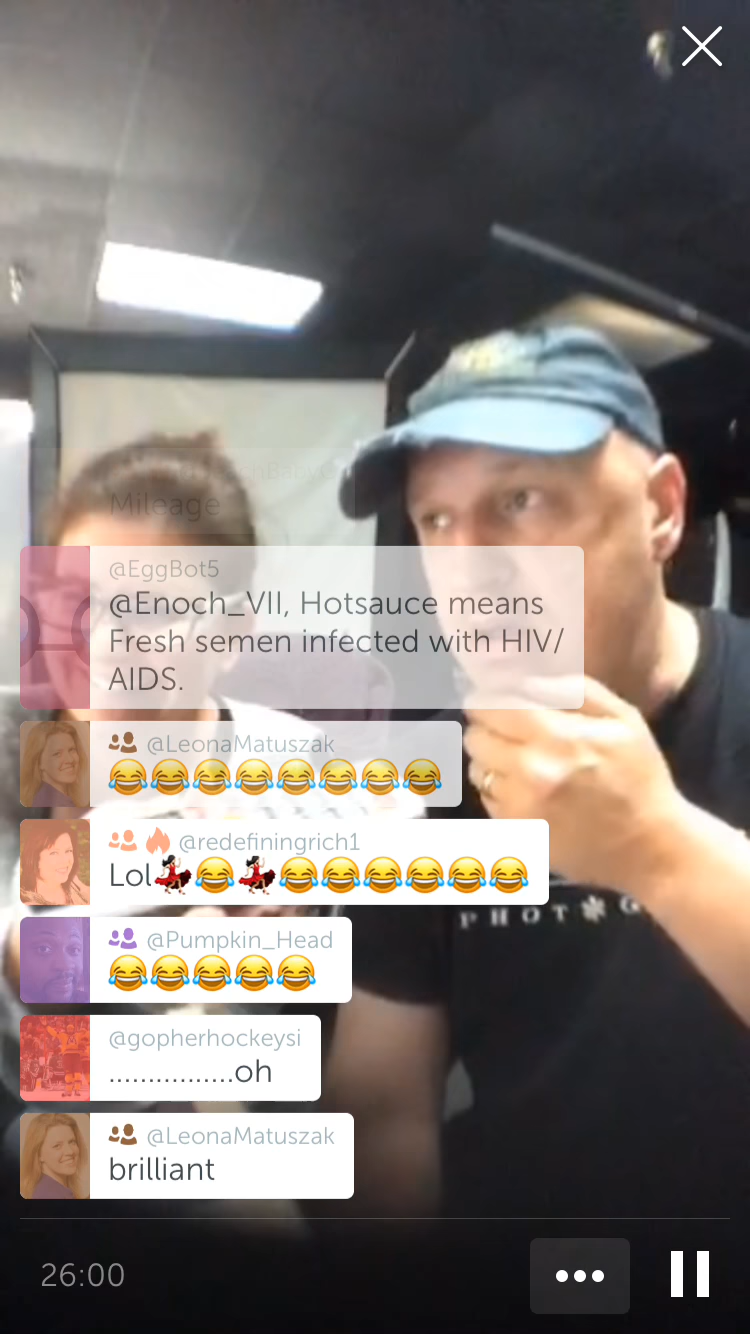 Mileage
@EggBot5
@Enoch_VII, Hotsauce means
Fresh semen infected with HIV/
AIDS.
@LeonaMatuszak
😂😂😂😂😂😂😂😂
@redefiningrich1
Lol💃😂💃😂😂😂😂😂😂
@Pumpkin_Head
😂😂😂😂😂
@gopherhockeysi
................oh
@LeonaMatuszak
brilliant
PHOT✱G
26:00